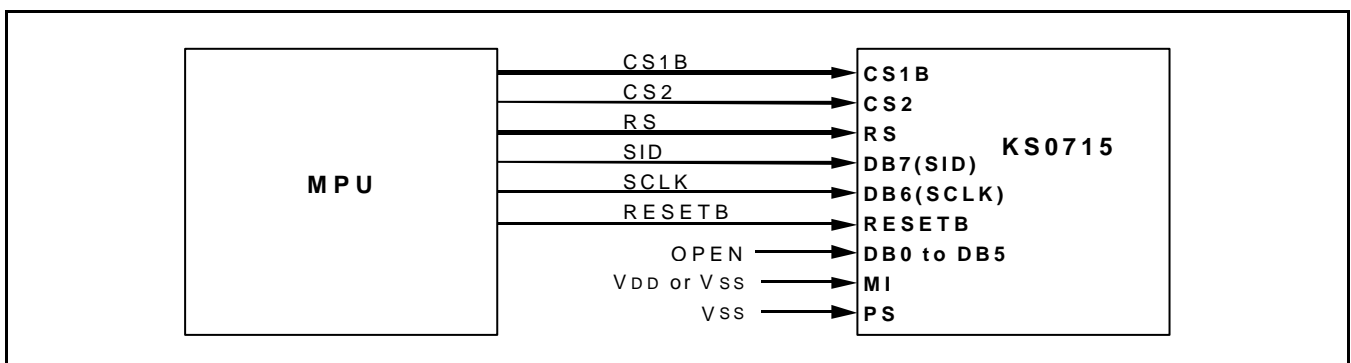 MPU
CS1B
CS2
RS
SID
SCLK
RESETB
OPEN
VDD or VSS
VSS
CS1B
CS2
RS
DB7(SID)
DB6(SCLK)
RESETB
DB0 to DB5
MI
PS
KS0715